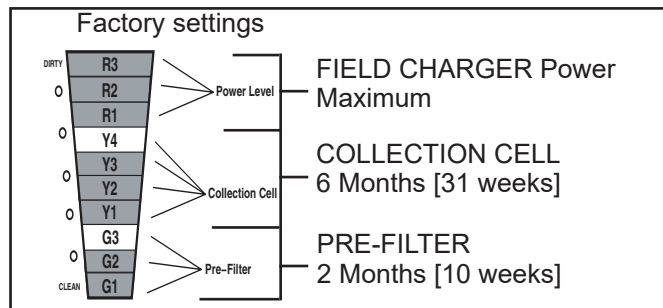 Factory settings
DIRTY
R3
R2
R1
Y4
Y3
Y2
Y1
G3
G2
G1
CLEAN
Power Level
Collection Cell
Pre-Filter
FIELD CHARGER Power
Maximum
COLLECTION CELL
6 Months [31 weeks]
PRE-FILTER
2 Months [10 weeks]